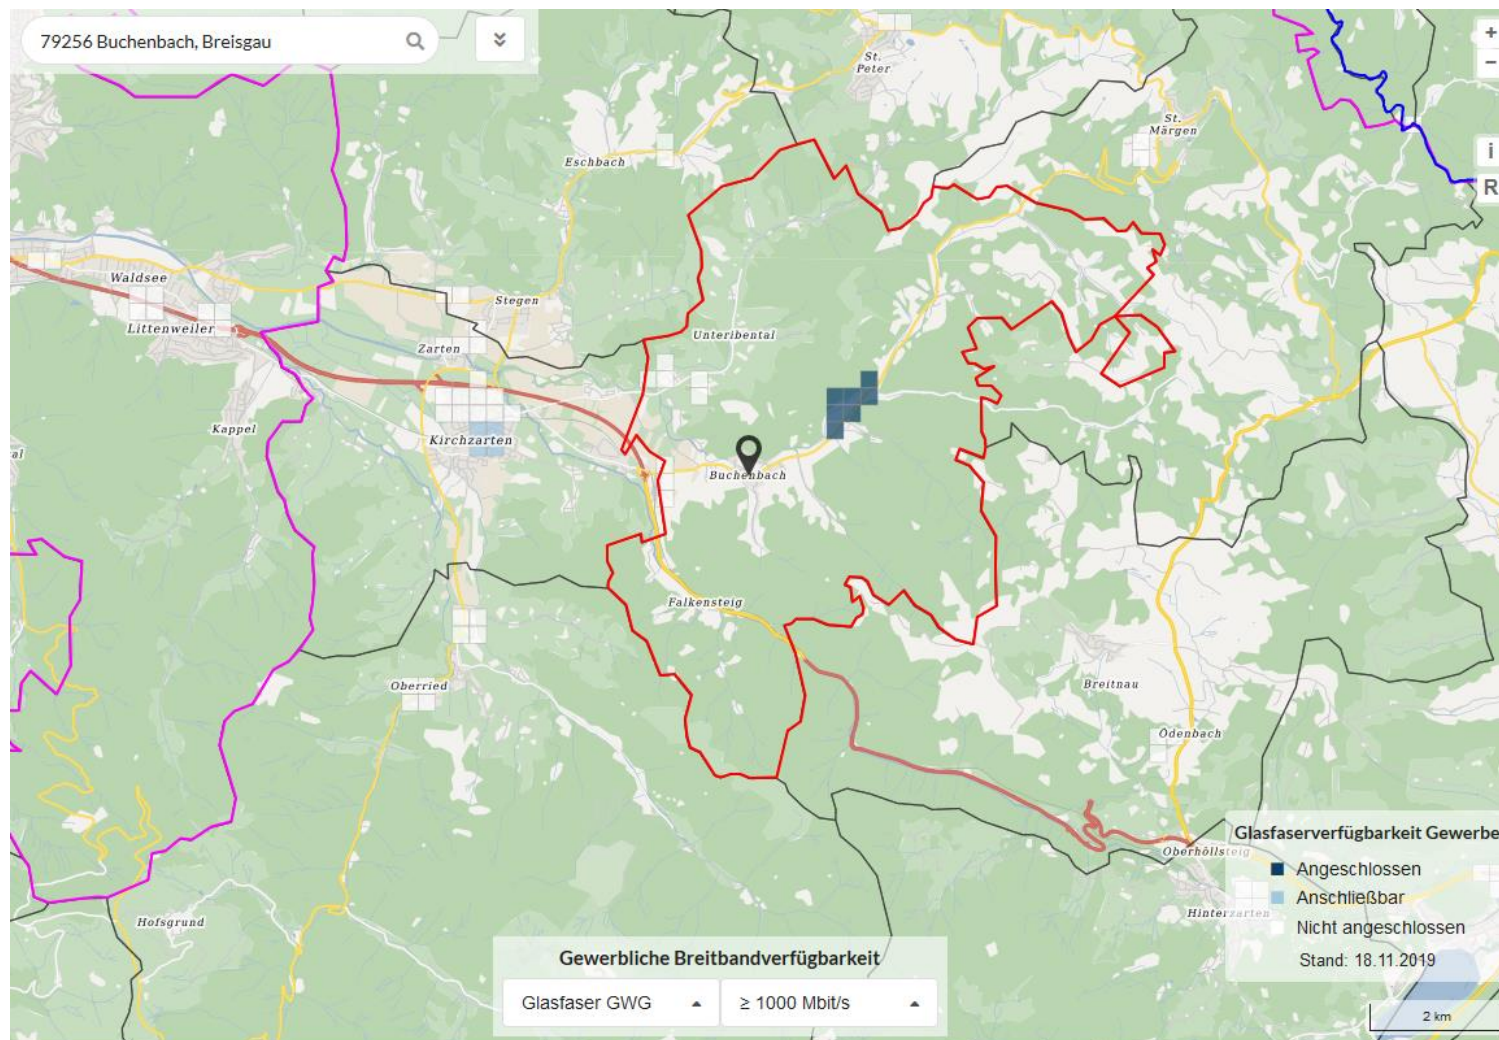 79256 Buchenbach, Breisgau
+
−
St.
Peter
St.
Märgen
i
R
Eschbach
Waldsee
Stegen
Littenweiler
Unteribental
Zarten
Kappel
Kirchzarten
al
Buchenbach
Falkensteig
Oberried
Breitnau
Ödenbach
Oberhöllsteig
Hinterzarten
Hofsgrund
Glasfaserverfügbarkeit Gewerbe
Angeschlossen
Anschließbar
Nicht angeschlossen
Stand: 18.11.2019
Gewerbliche Breitbandverfügbarkeit
Glasfaser GWG
≥ 1000 Mbit/s
2 km